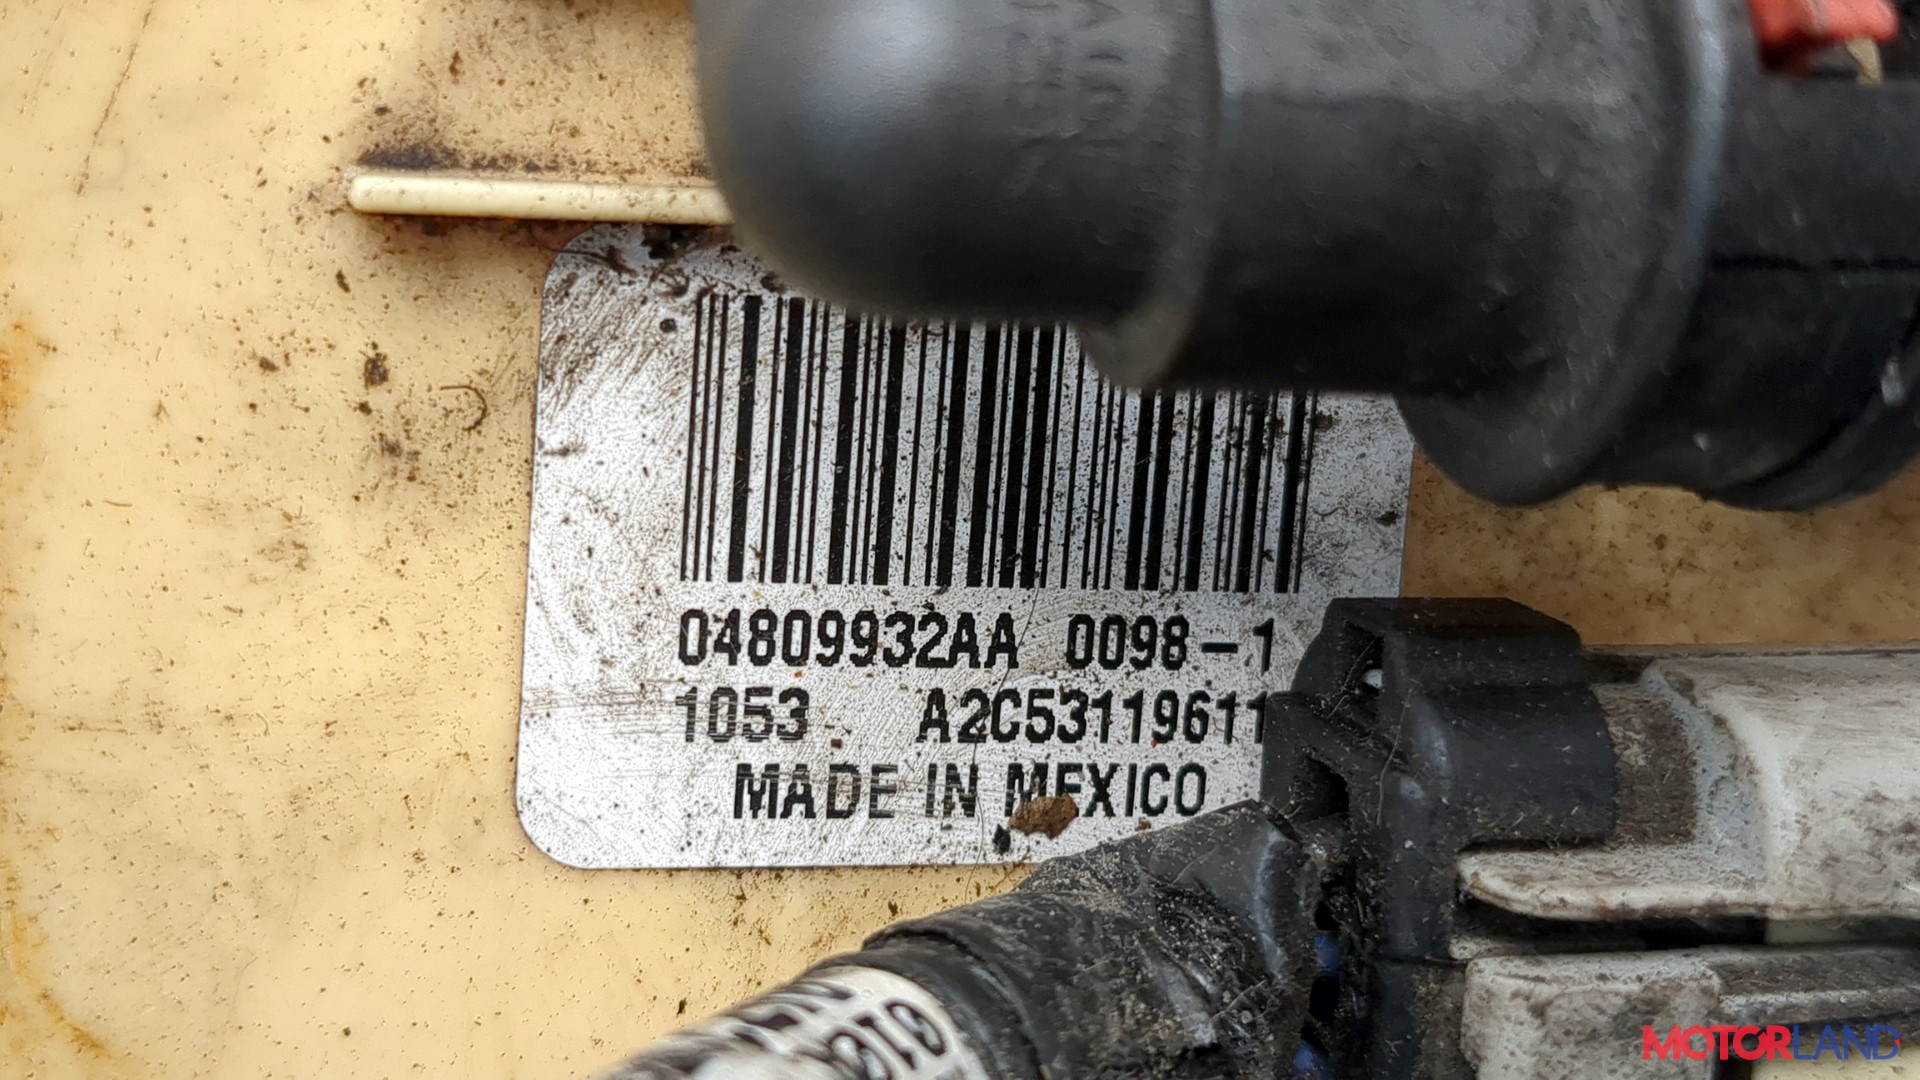 04809932AA 0098-1
1053 A2C53119611
MADE IN MEXICO
MOTORLAND